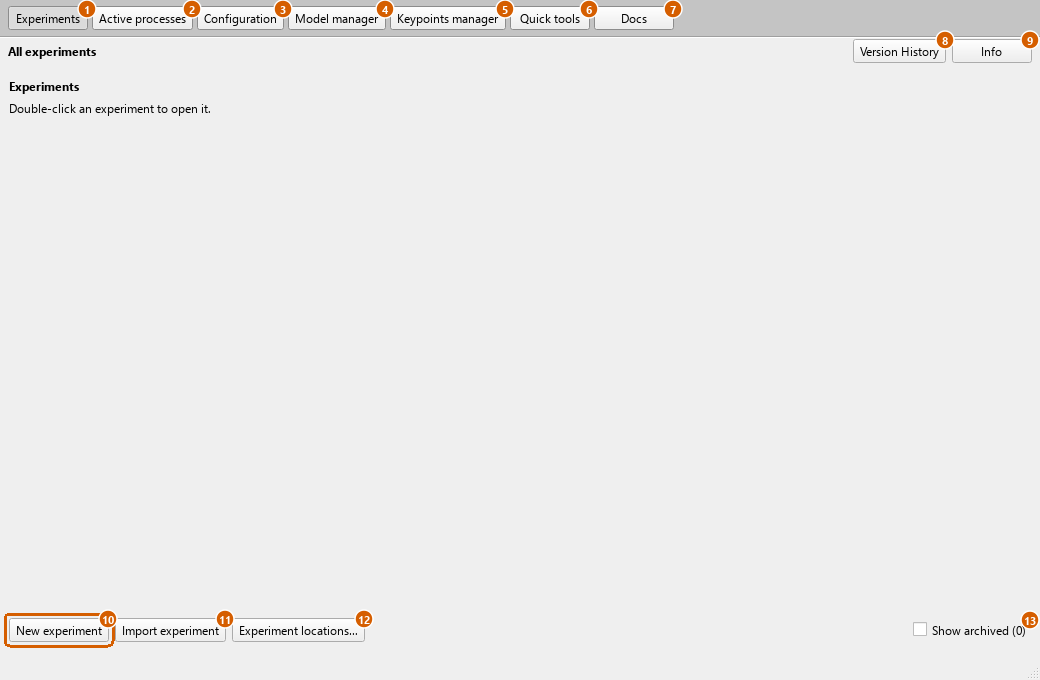 Experiments 1 Active processes 2 Configuration 3 Model manager 4 Keypoints manager 5 Quick tools 6 Docs 7
All experiments Version History 8 Info 9
Experiments
Double-click an experiment to open it.
New experiment 10 Import experiment 11 Experiment locations... 12 Show archived (0) 13